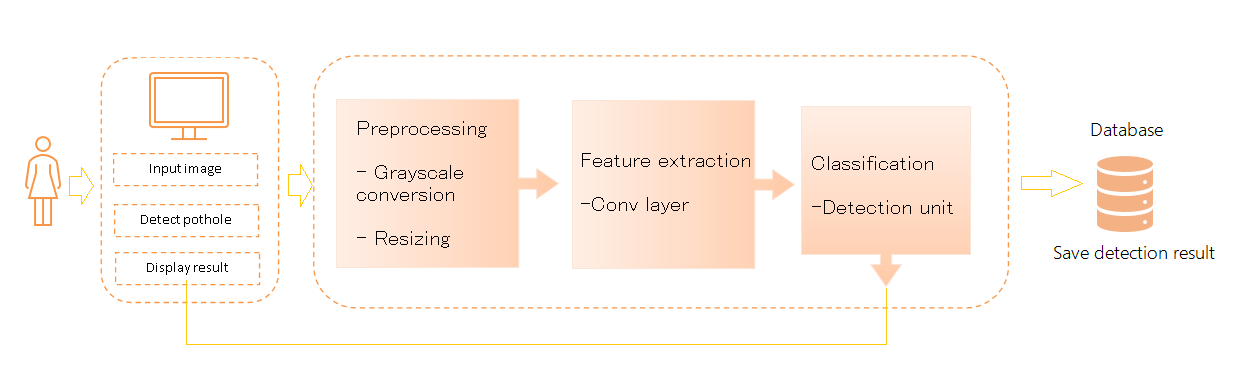 Input image
Detect pothole
Display result
Preprocessing
- Grayscale
conversion
- Resizing
Feature extraction
-Conv layer
Classification
-Detection unit
Database
Save detection result